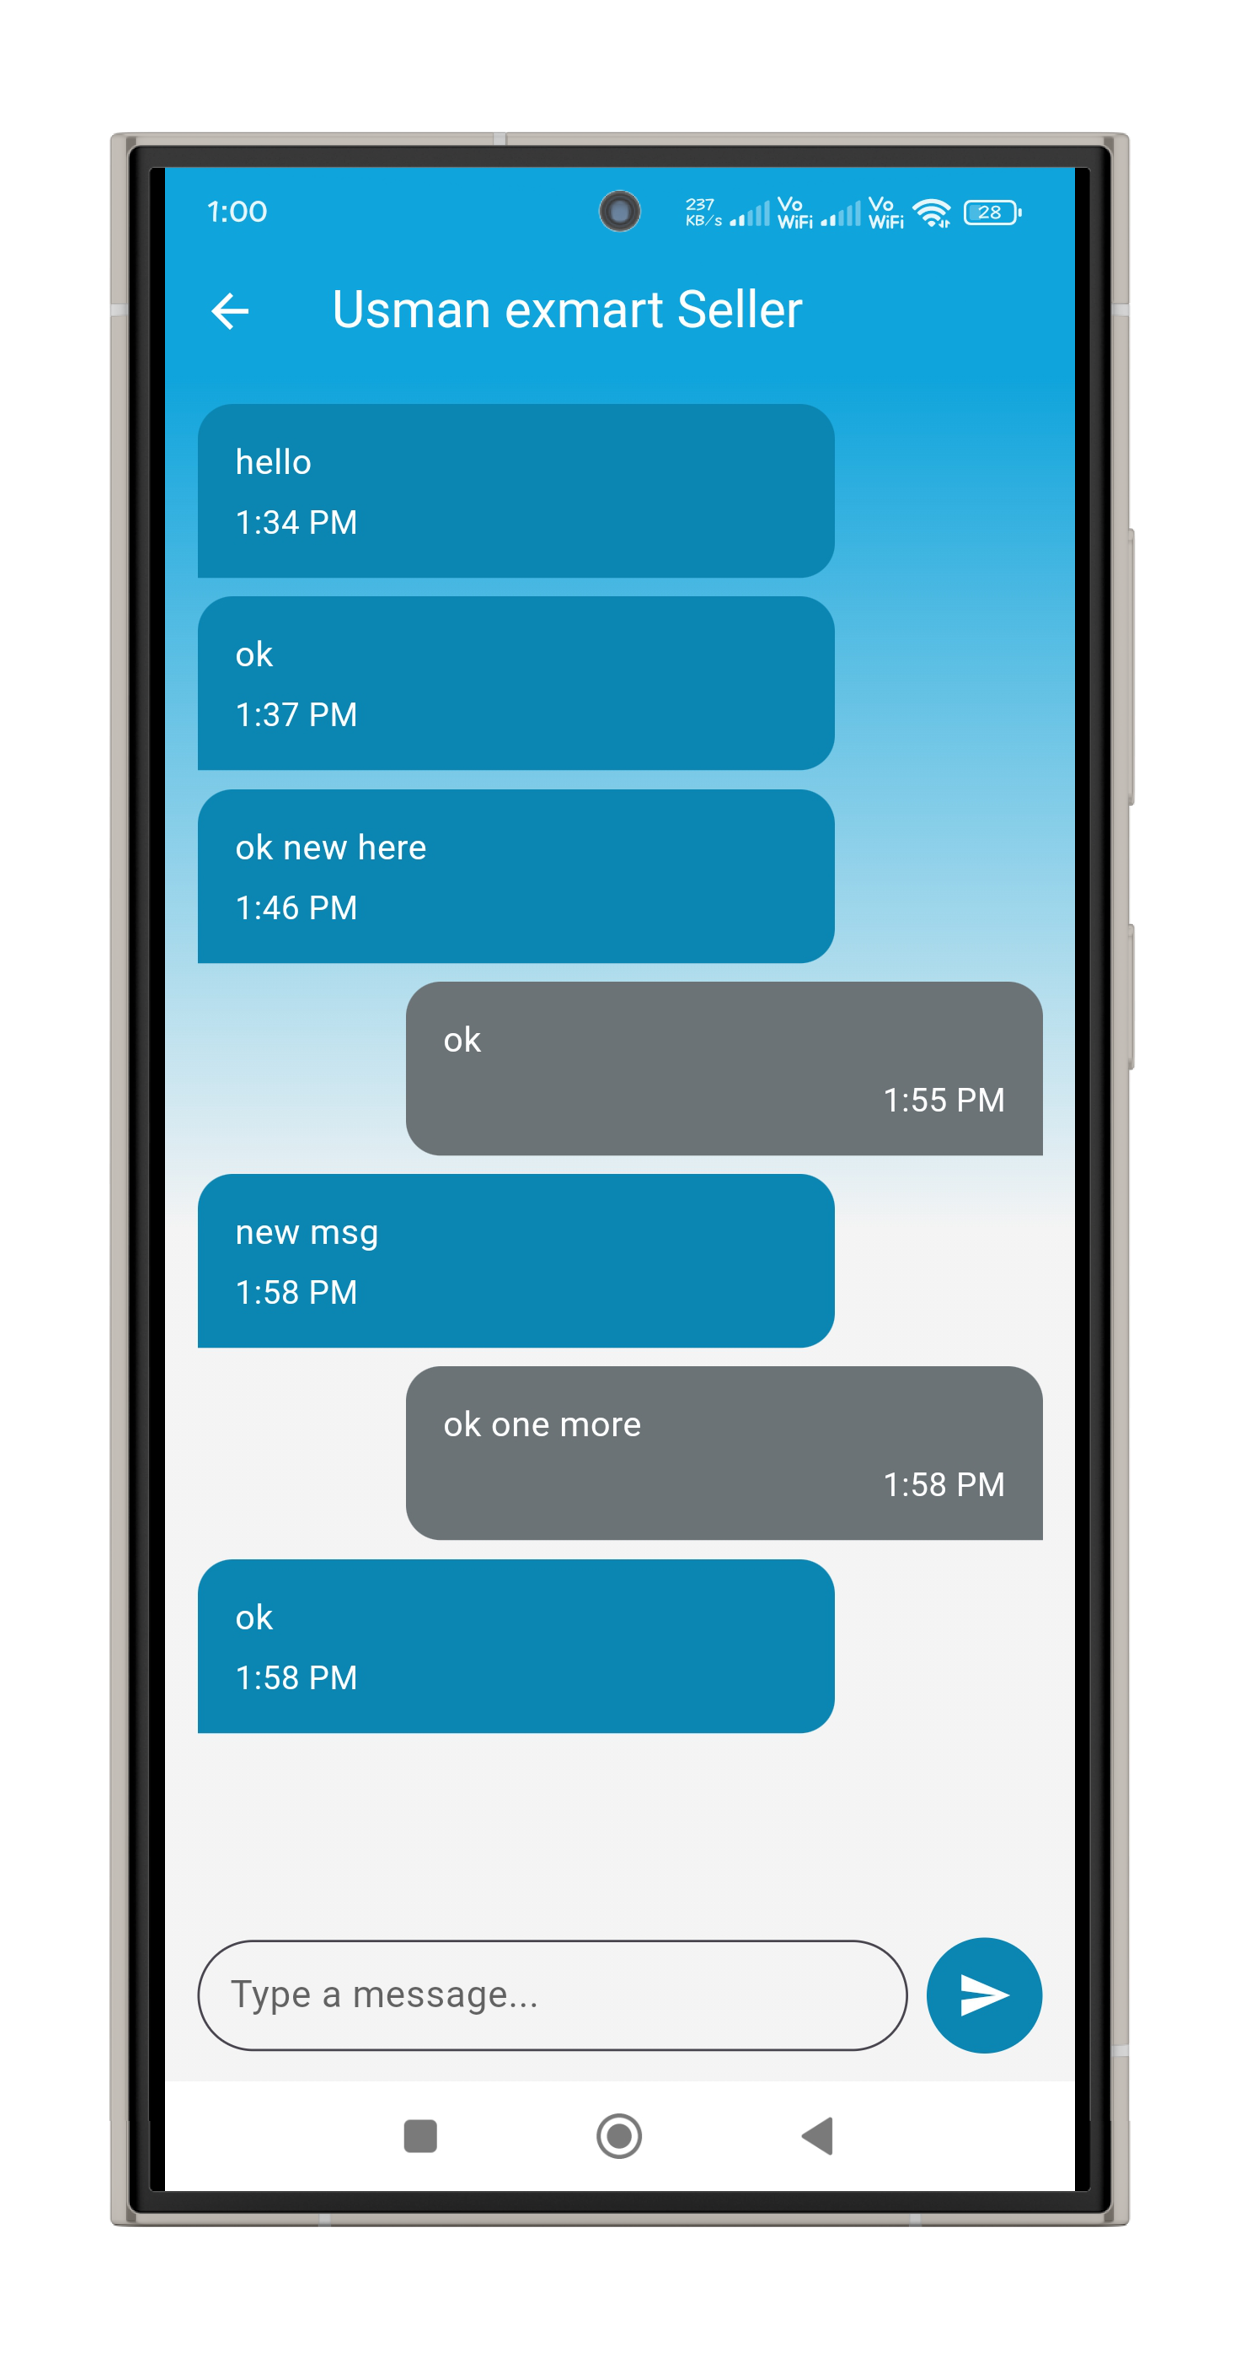 1:00
237
KB/s
Vo
WiFi
Vo
WiFi
28
Usman exmart Seller
hello
1:34 PM
ok
1:37 PM
ok new here
1:46 PM
ok
1:55 PM
new msg
1:58 PM
ok one more
1:58 PM
ok
1:58 PM
Type a message...